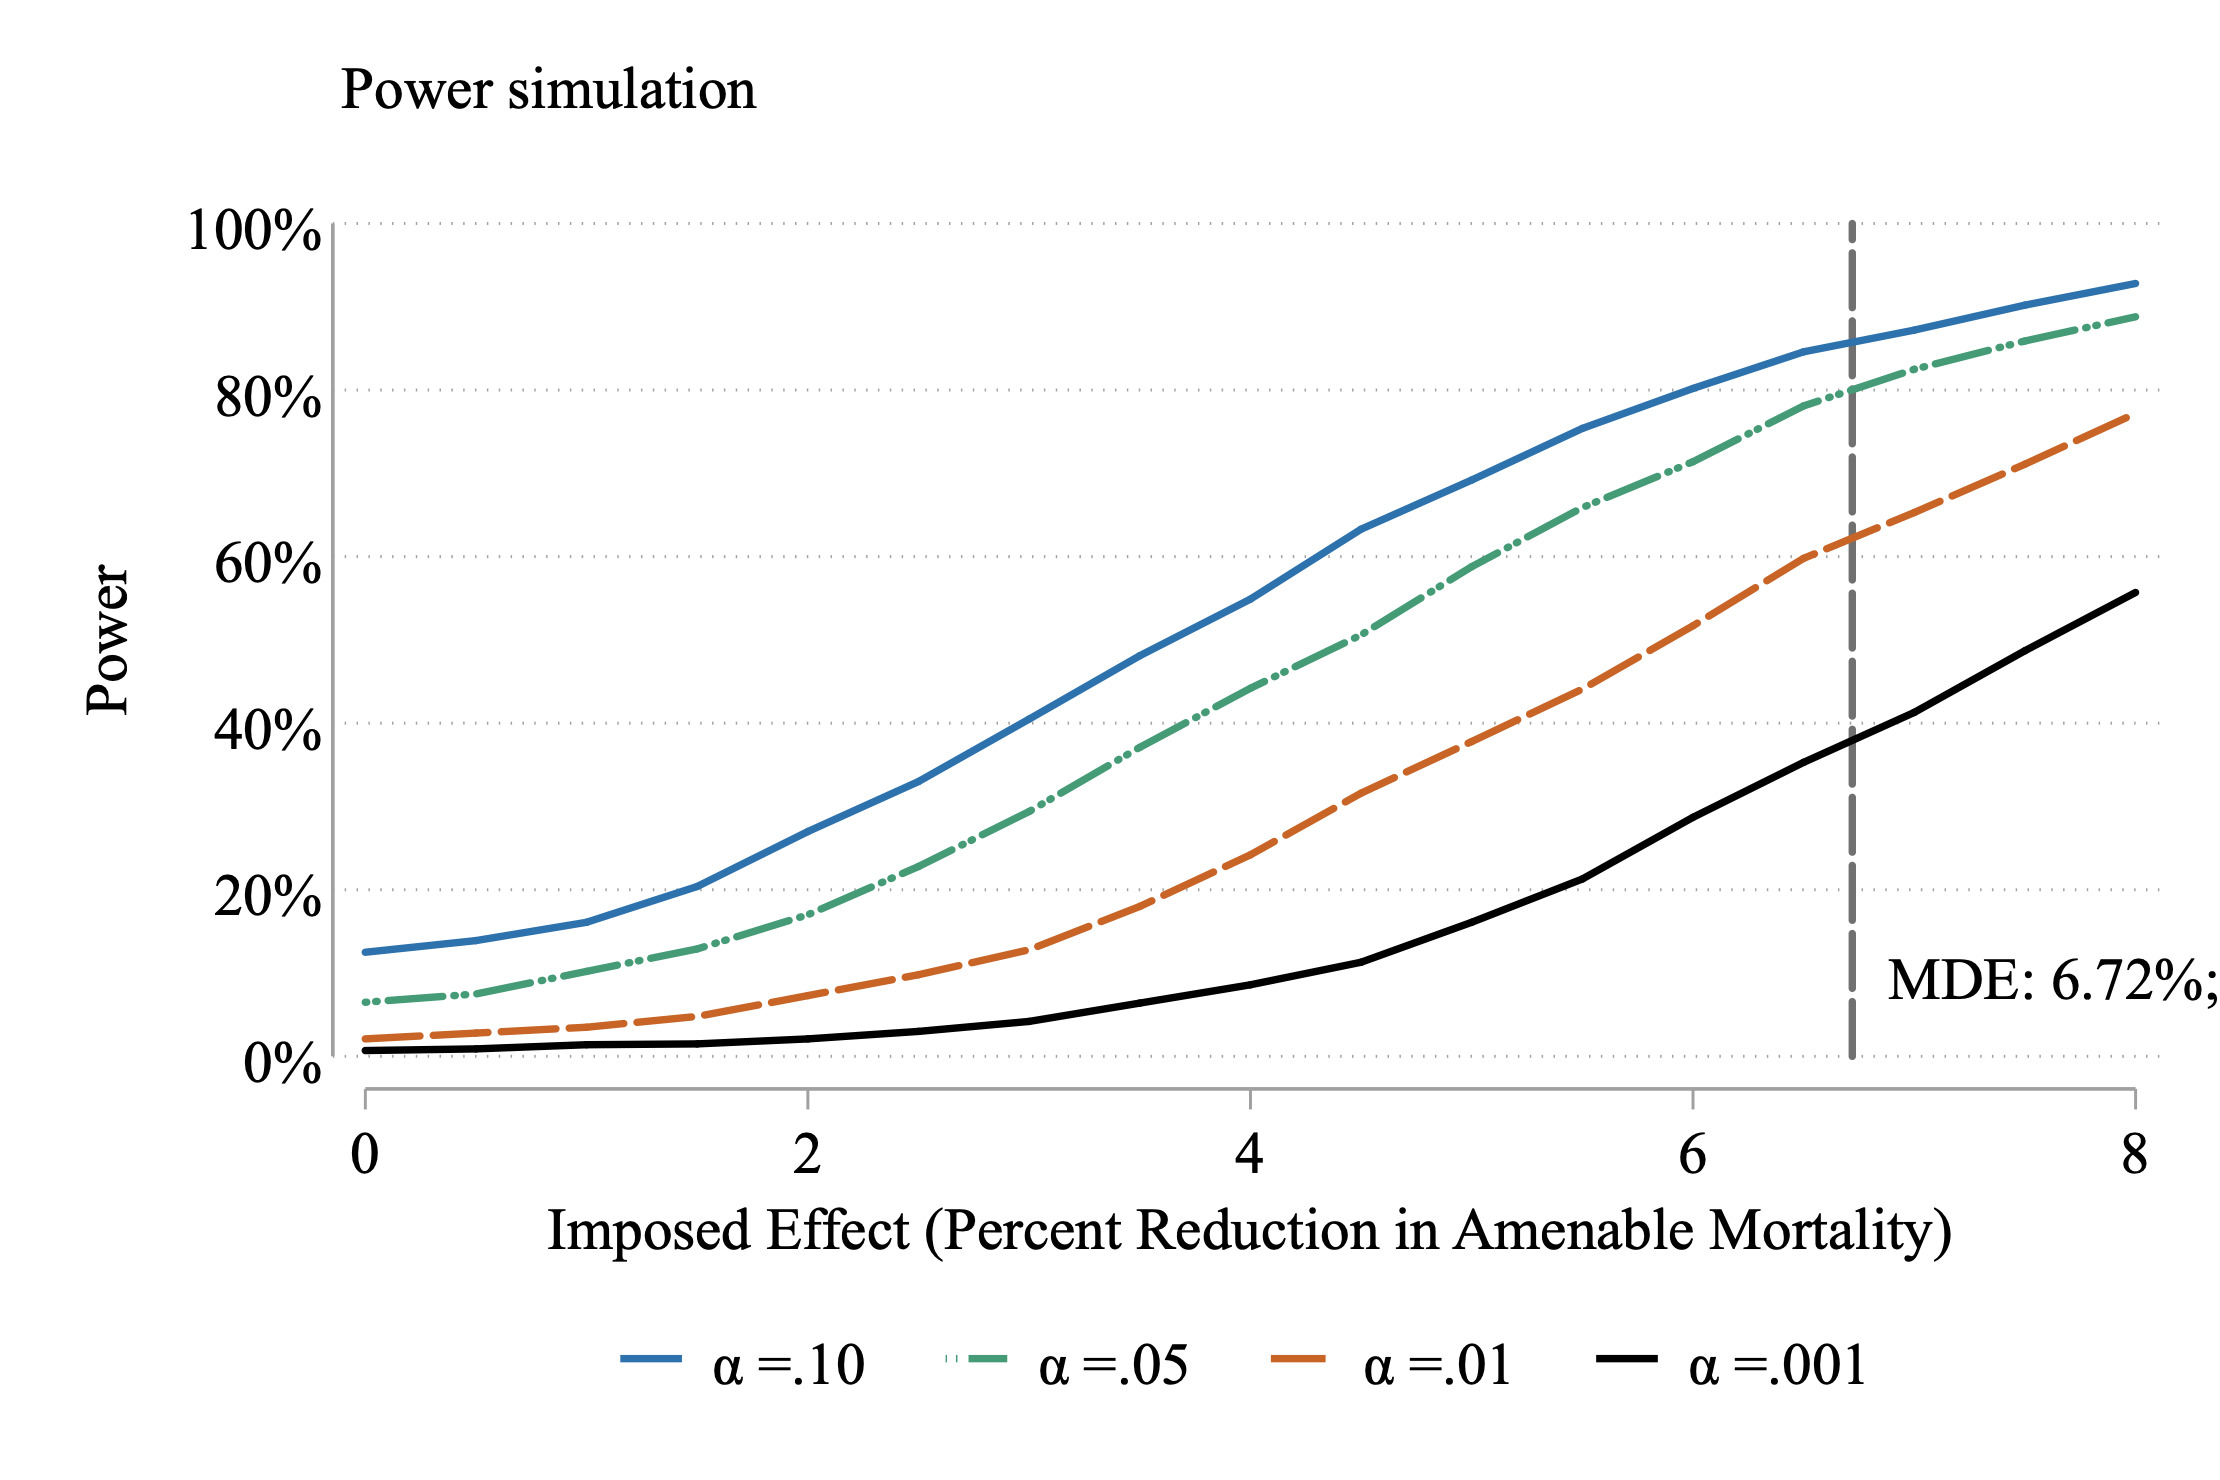 Power simulation
100%
80%
60%
40%
20%
0%
Power
MDE: 6.72%;
0 2 4 6 8
Imposed Effect (Percent Reduction in Amenable Mortality)
α =.10 α =.05 α =.01 α =.001